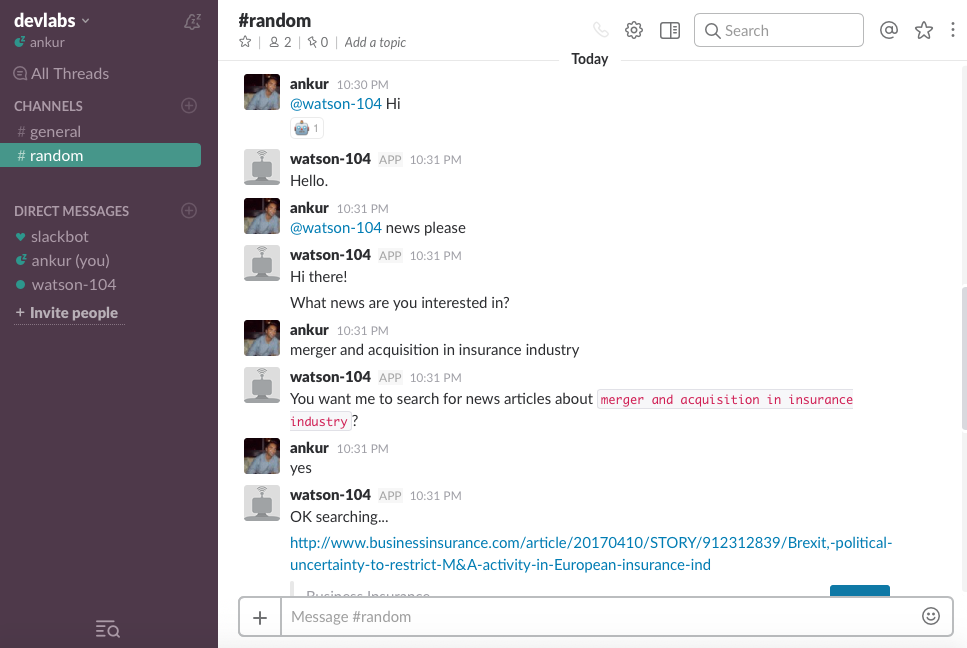 devlabs
ankur
All Threads
CHANNELS
# general
# random
DIRECT MESSAGES
slackbot
ankur (you)
watson-104
+ Invite people
#random
2 | 0 | Add a topic
Search
Today
ankur 10:30 PM
@watson-104 Hi
1
watson-104 APP 10:31 PM
Hello.
ankur 10:31 PM
@watson-104 news please
watson-104 APP 10:31 PM
Hi there!
What news are you interested in?
ankur 10:31 PM
merger and acquisition in insurance industry
watson-104 APP 10:31 PM
You want me to search for news articles about merger and acquisition in insurance
industry?
ankur 10:31 PM
yes
watson-104 APP 10:31 PM
OK searching...
http://www.businessinsurance.com/article/20170410/STORY/912312839/Brexit,-political-
uncertainty-to-restrict-M&A-activity-in-European-insurance-ind
Business Insurance
Message #random